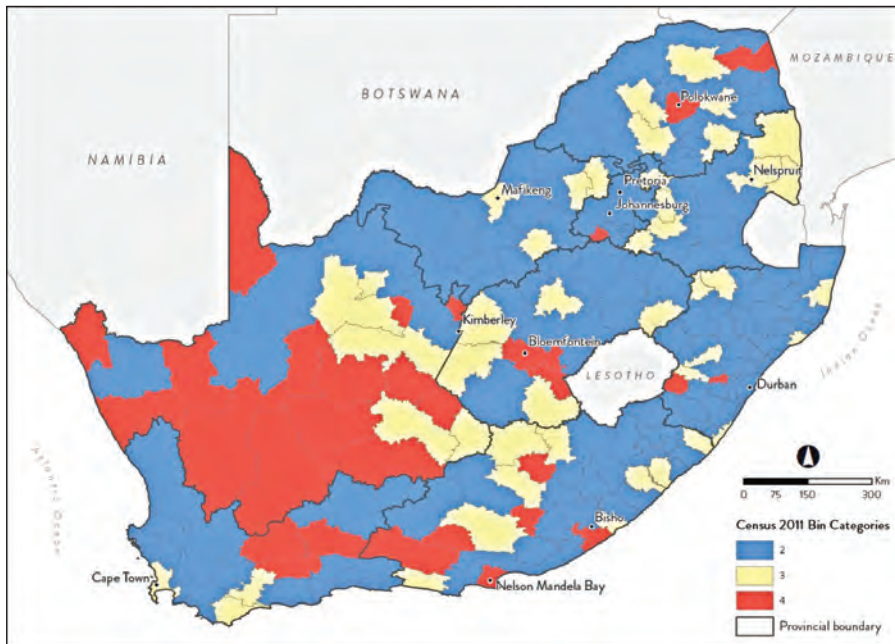 MOZAMBIQUE
BOTSWANA
NAMIBIA
Polokwane
Nelspruit
Mafikeng
Pretoria
Johannesburg
Kimberley
Bloemfontein
LESOTHO
Durban
Indian Ocean
Atlantic Ocean
Bisho
Cape Town
Nelson Mandela Bay
Km
0 75 150 300
Census 2011 Bin Categories
2
3
4
Provincial boundary